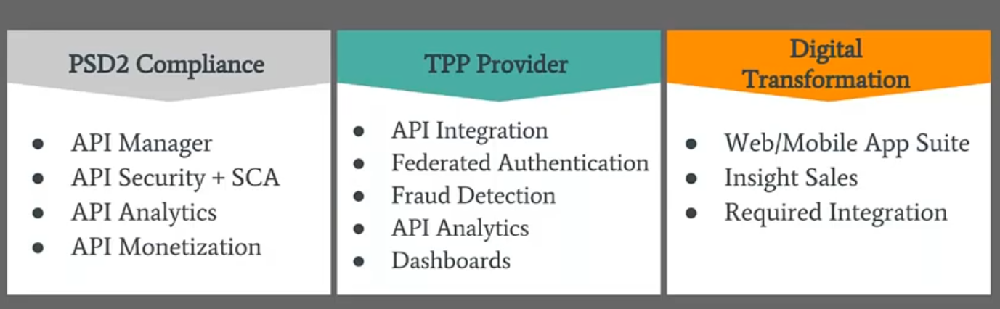 PSD2 Compliance
● API Manager
● API Security + SCA
● API Analytics
● API Monetization
TPP Provider
● API Integration
● Federated Authentication
● Fraud Detection
● API Analytics
● Dashboards
Digital
Transformation
● Web/Mobile App Suite
● Insight Sales
● Required Integration